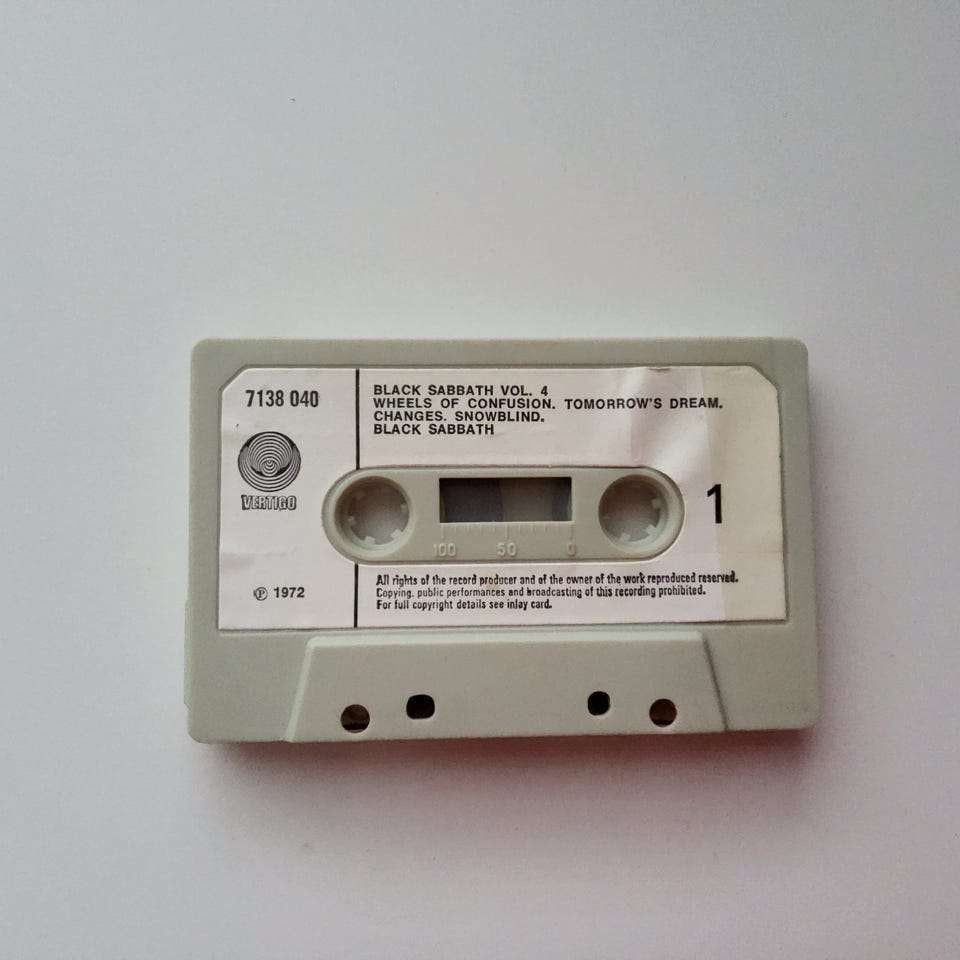 7138 040
VERTIGO
℗ 1972
BLACK SABBATH VOL. 4
WHEELS OF CONFUSION. TOMORROW'S DREAM.
CHANGES. SNOWBLIND.
BLACK SABBATH
1
100 50 0
All rights of the record producer and of the owner of the work reproduced reserved.
Copying, public performances and broadcasting of this recording prohibited.
For full copyright details see inlay card.